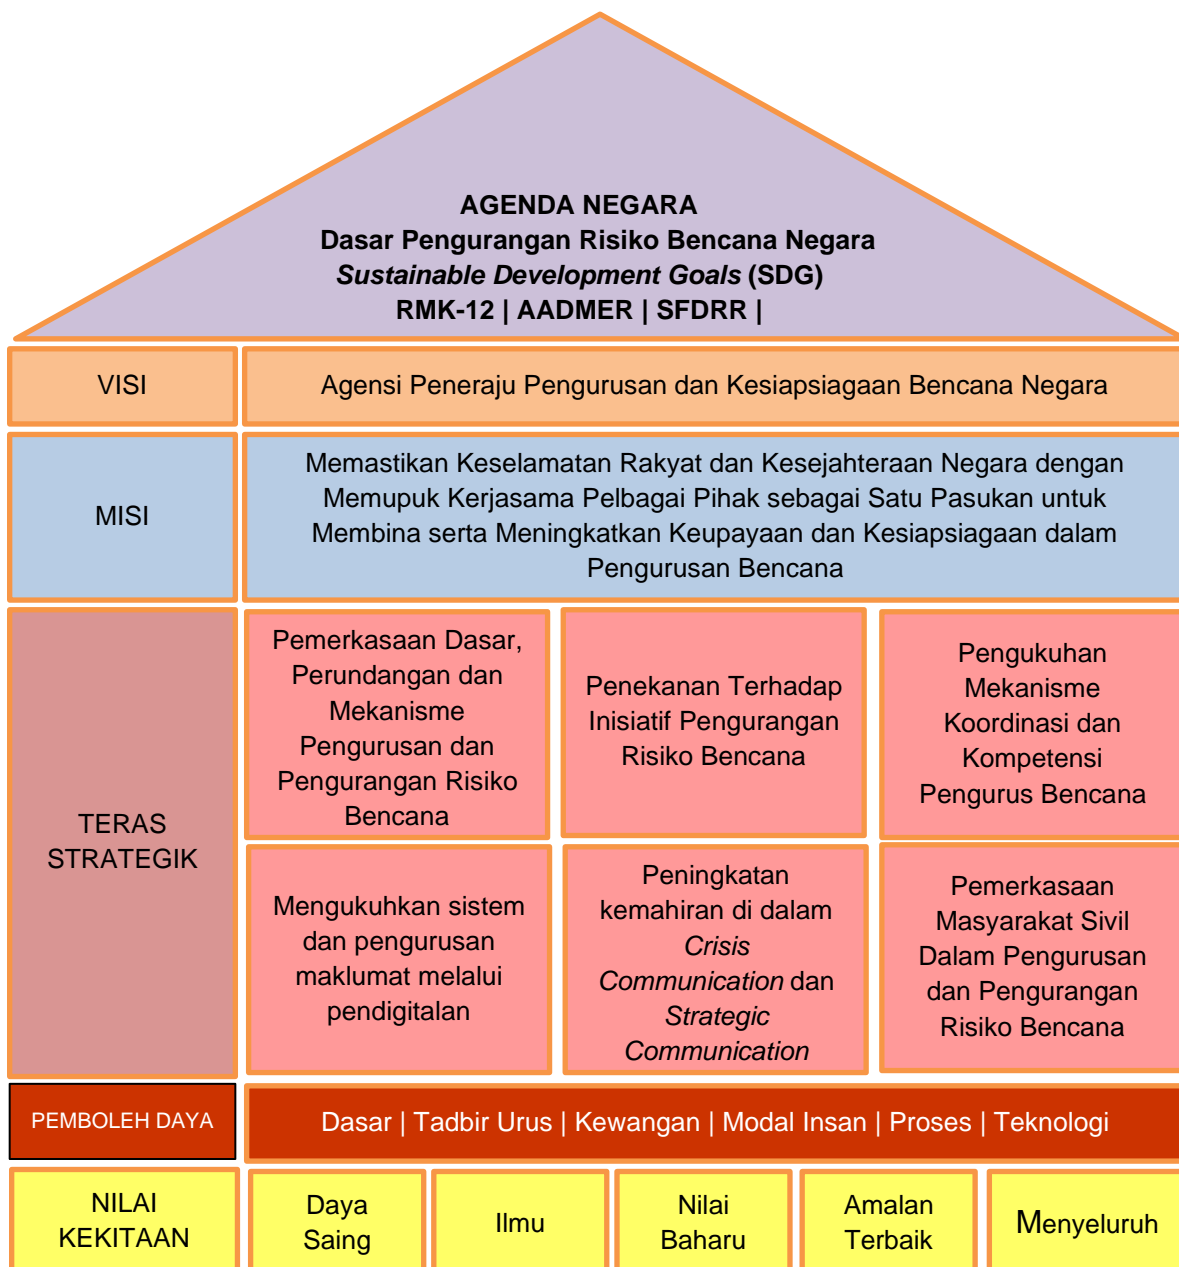 AGENDA NEGARA
Dasar Pengurangan Risiko Bencana Negara
Sustainable Development Goals (SDG)
RMK-12 | AADMER | SFDRR |
VISI
Agensi Peneraju Pengurusan dan Kesiapsiagaan Bencana Negara
MISI
Memastikan Keselamatan Rakyat dan Kesejahteraan Negara dengan
Memupuk Kerjasama Pelbagai Pihak sebagai Satu Pasukan untuk
Membina serta Meningkatkan Keupayaan dan Kesiapsiagaan dalam
Pengurusan Bencana
TERAS
STRATEGIK
Pemerkasaan Dasar,
Perundangan dan
Mekanisme
Pengurusan dan
Pengurangan Risiko
Bencana
Penekanan Terhadap
Inisiatif Pengurangan
Risiko Bencana
Pengukuhan
Mekanisme
Koordinasi dan
Kompetensi
Pengurus Bencana
Mengukuhkan sistem
dan pengurusan
maklumat melalui
pendigitalan
Peningkatan
kemahiran di dalam
Crisis
Communication dan
Strategic
Communication
Pemerkasaan
Masyarakat Sivil
Dalam Pengurusan
dan Pengurangan
Risiko Bencana
PEMBOLEH DAYA
Dasar | Tadbir Urus | Kewangan | Modal Insan | Proses | Teknologi
NILAI
KEKITAAN
Daya
Saing
Ilmu
Nilai
Baharu
Amalan
Terbaik
Menyeluruh